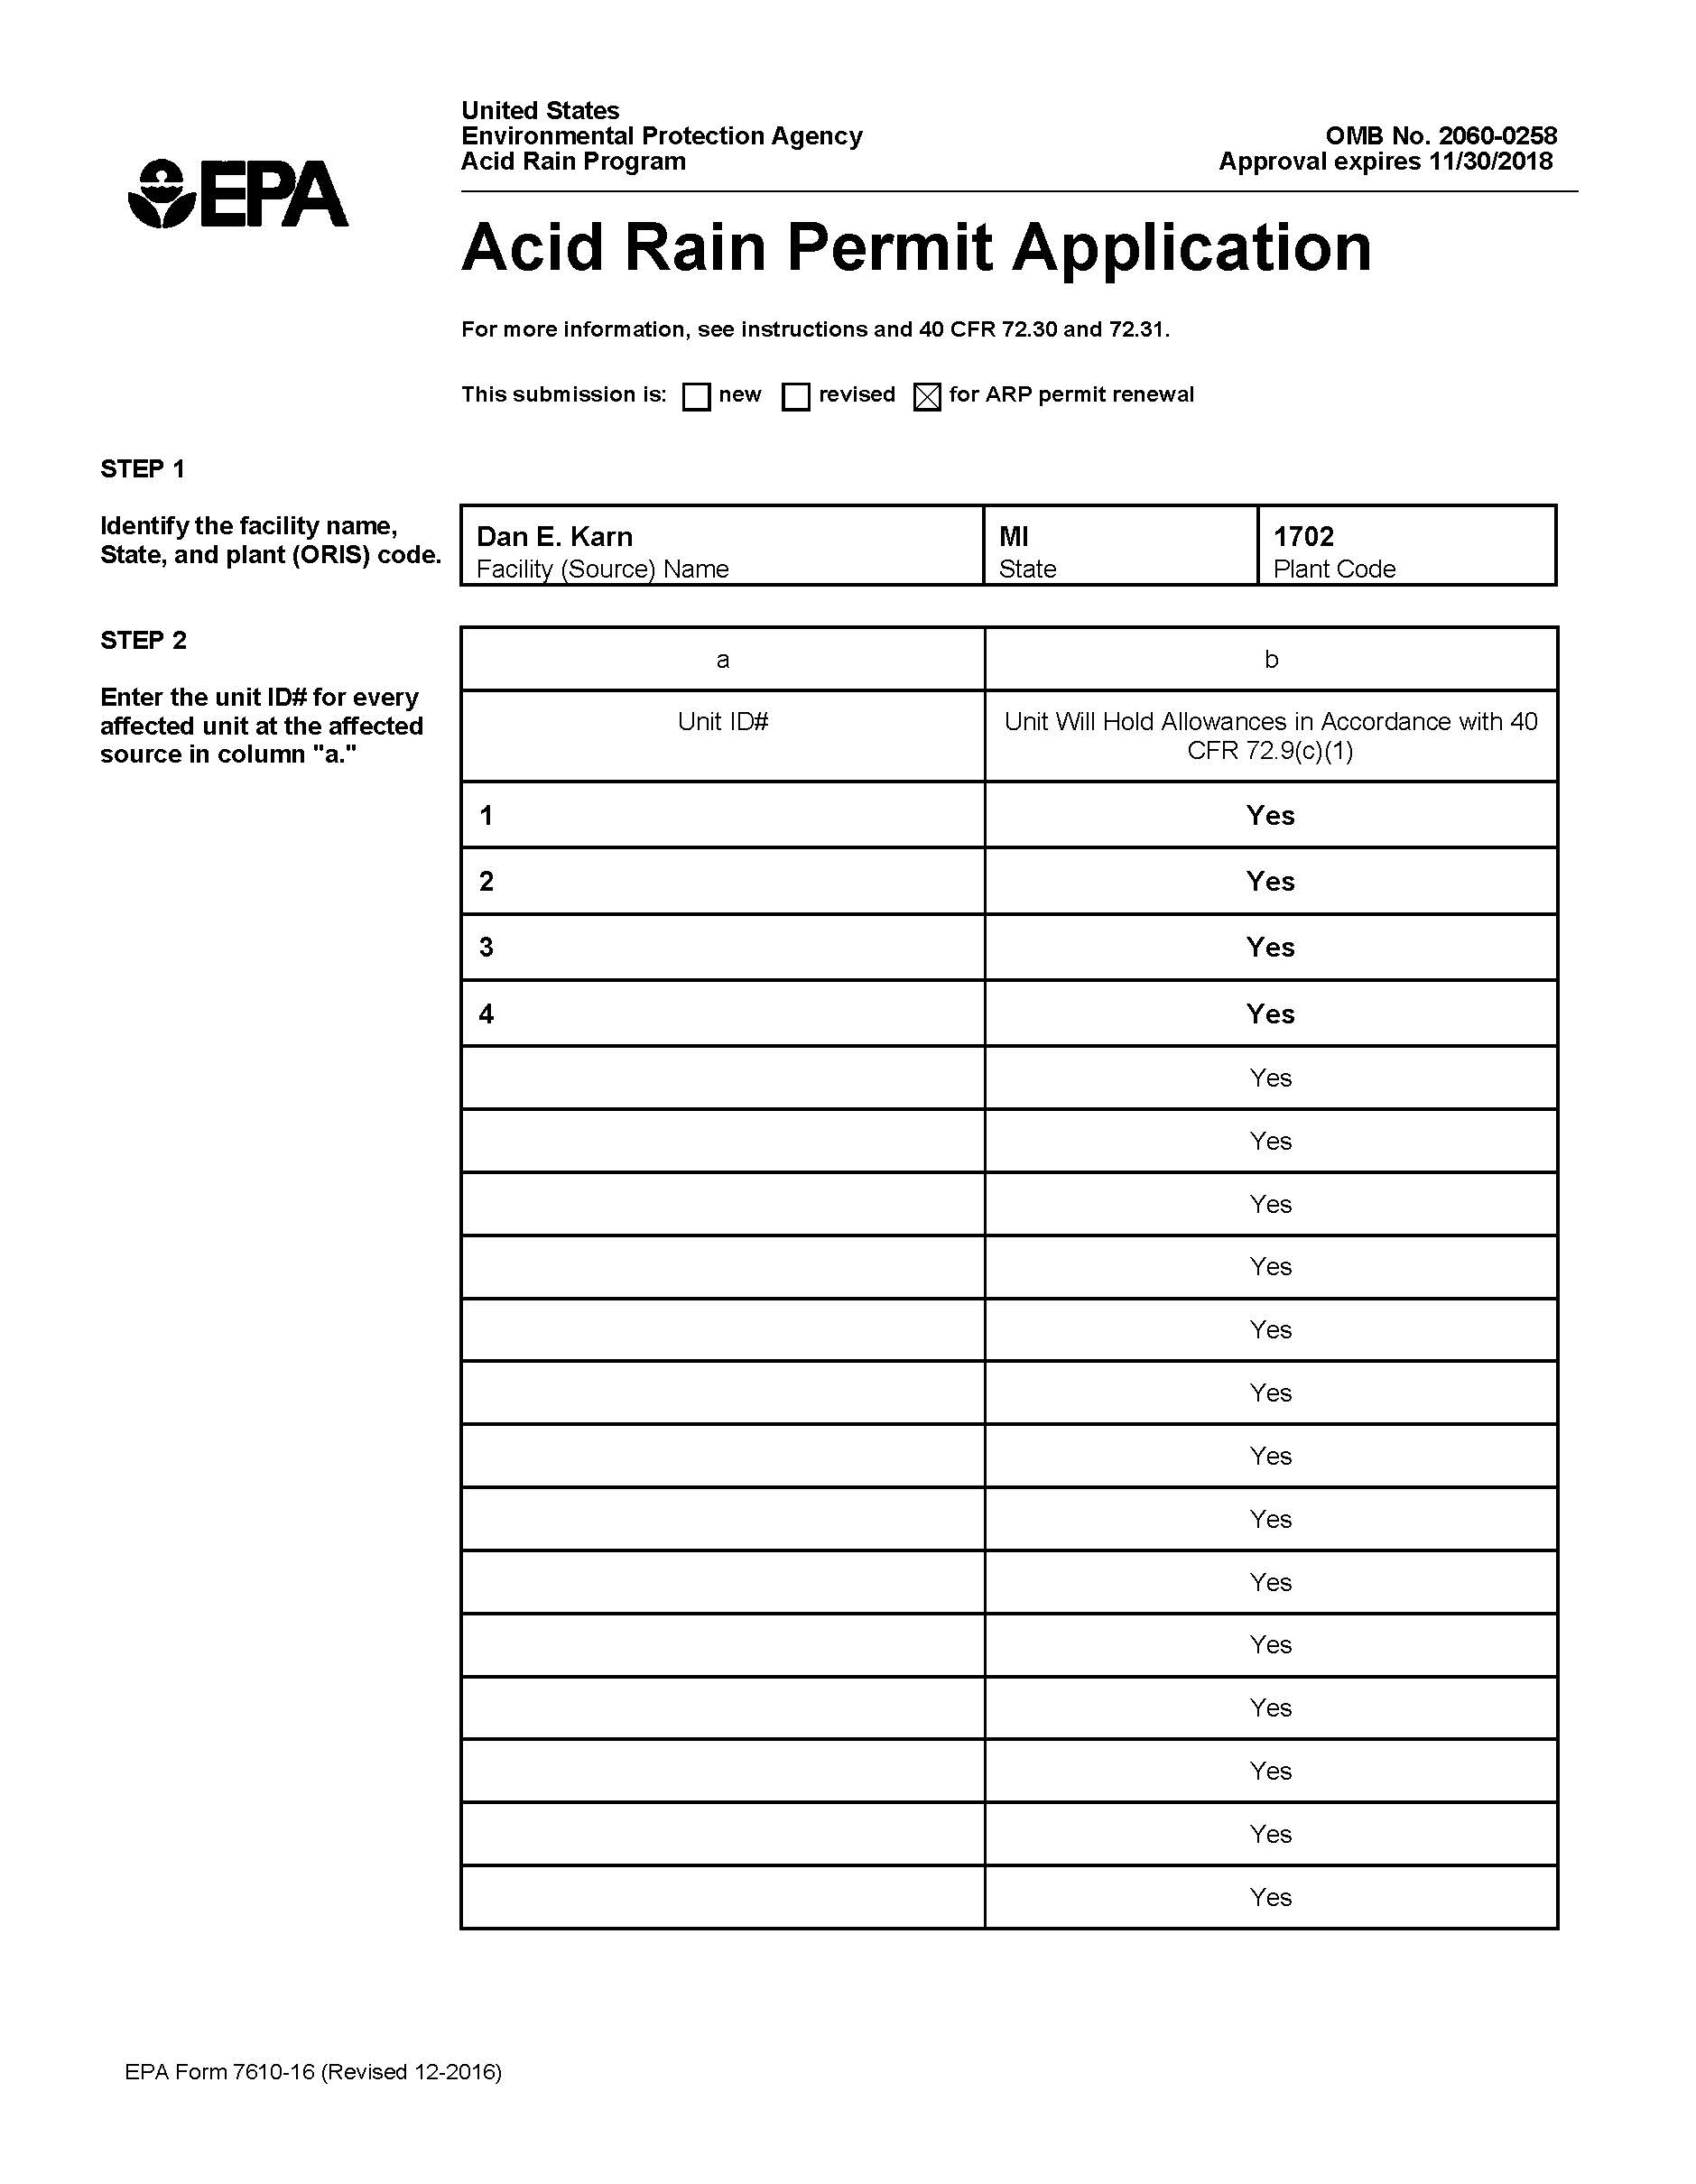 United States
Environmental Protection Agency
OMB No. 2060-0258
Acid Rain Program
Approval expires 11/30/2018
EPA
Acid Rain Permit Application
For more information, see instructions and 40 CFR 72.30 and 72.31.
This submission is: new revised for ARP permit renewal
STEP 1
Identify the facility name,
State, and plant (ORIS) code.
Dan E. Karn
Facility (Source) Name
MI
State
1702
Plant Code
STEP 2
Enter the unit ID# for every
affected unit at the affected
source in column "a."
a b
Unit ID#
Unit Will Hold Allowances in Accordance with 40
CFR 72.9(c)(1)
1 Yes
2 Yes
3 Yes
4 Yes
Yes
Yes
Yes
Yes
Yes
Yes
Yes
Yes
Yes
Yes
Yes
Yes
Yes
Yes
EPA Form 7610-16 (Revised 12-2016)